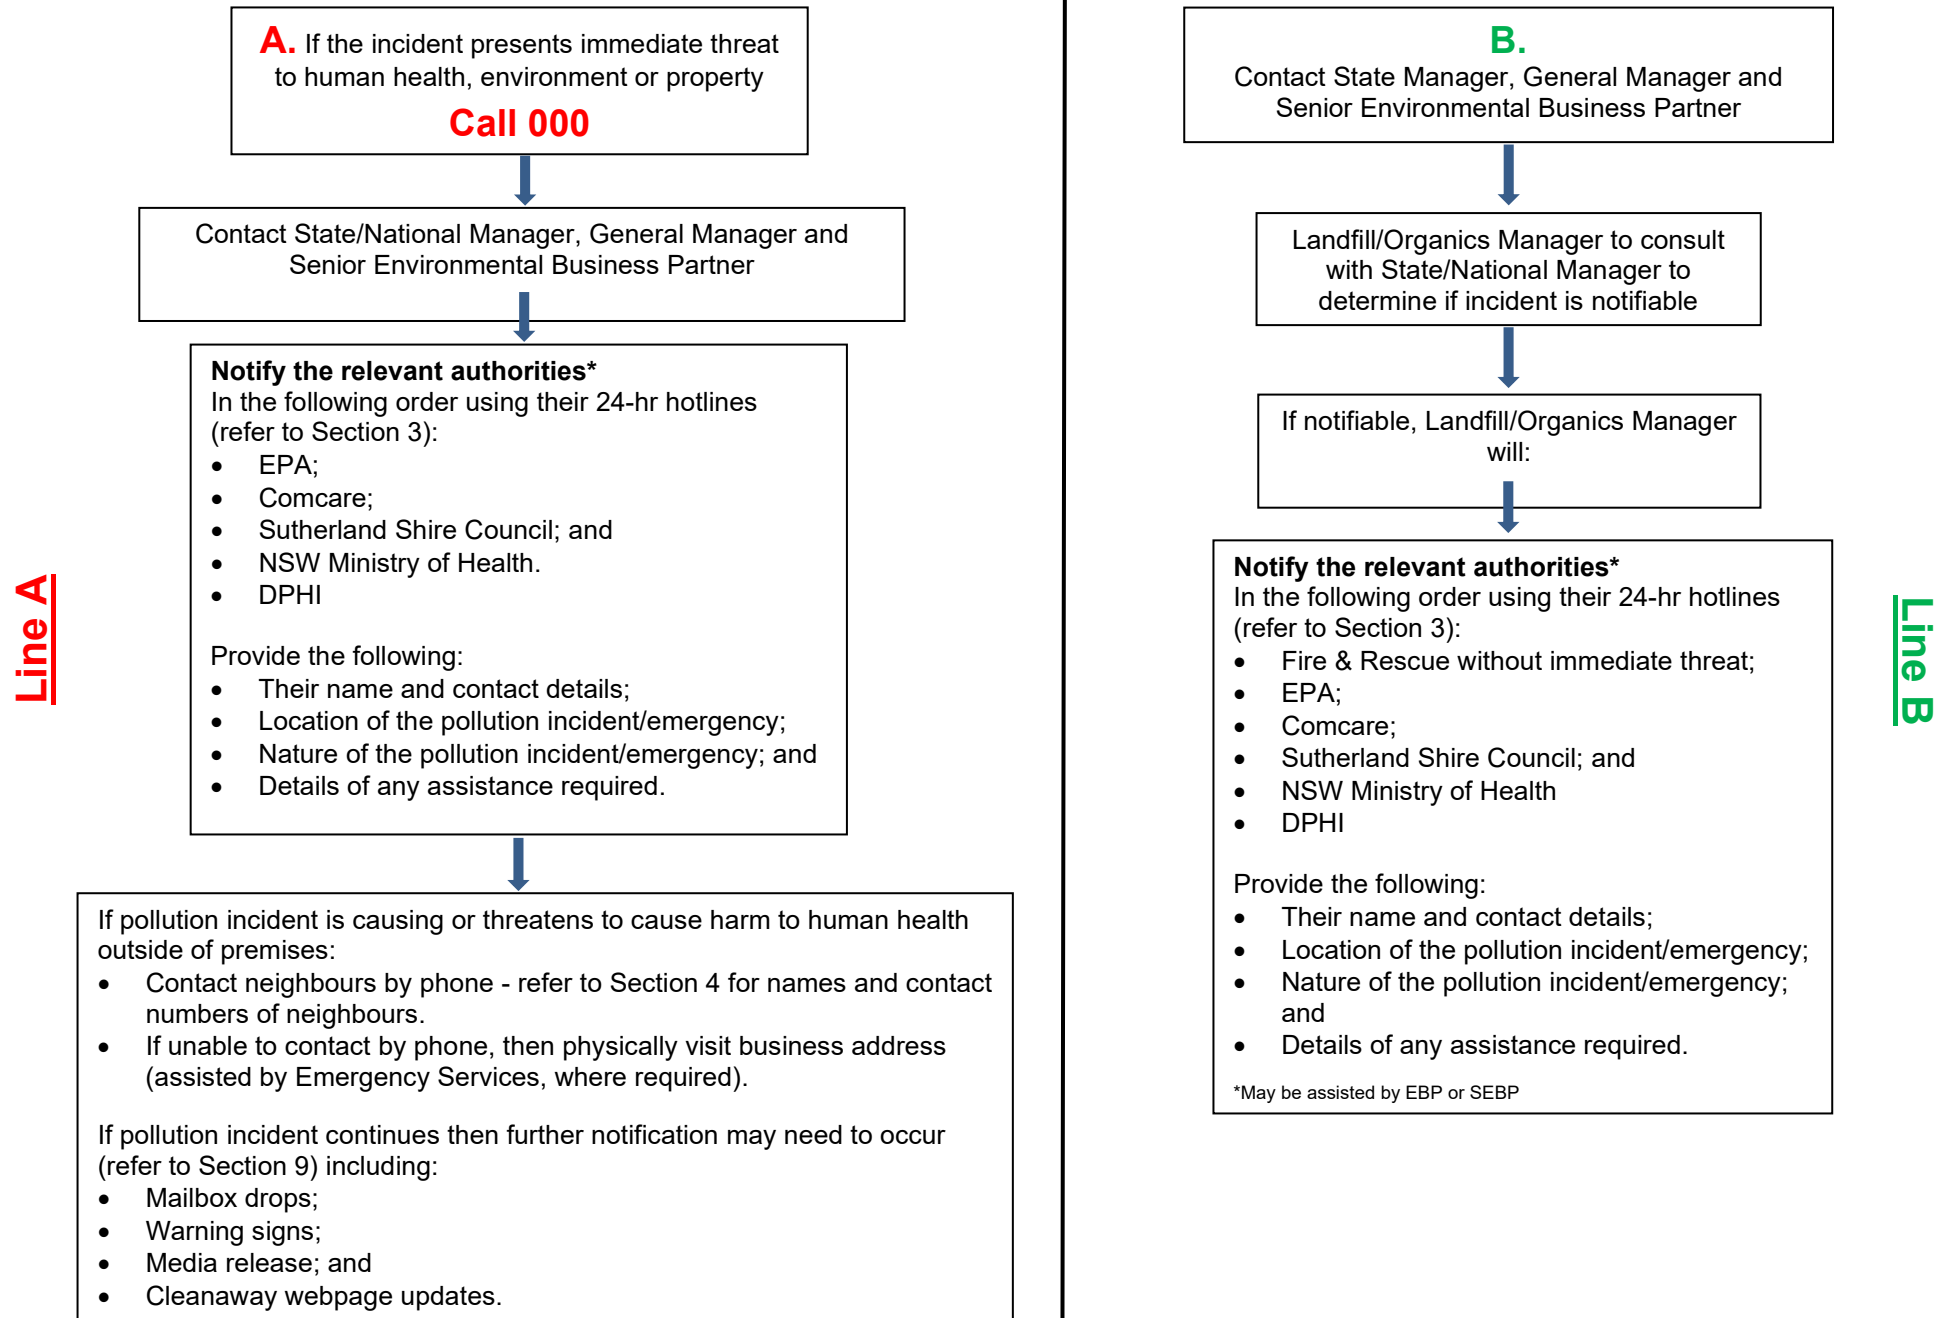 A. If the incident presents immediate threat
to human health, environment or property
Call 000
Contact State/National Manager, General Manager and
Senior Environmental Business Partner
Notify the relevant authorities*
In the following order using their 24-hr hotlines
(refer to Section 3):
• EPA;
• Comcare;
• Sutherland Shire Council; and
• NSW Ministry of Health.
• DPHI
Provide the following:
• Their name and contact details;
• Location of the pollution incident/emergency;
• Nature of the pollution incident/emergency; and
• Details of any assistance required.
If pollution incident is causing or threatens to cause harm to human health
outside of premises:
• Contact neighbours by phone - refer to Section 4 for names and contact
numbers of neighbours.
• If unable to contact by phone, then physically visit business address
(assisted by Emergency Services, where required).
If pollution incident continues then further notification may need to occur
(refer to Section 9) including:
• Mailbox drops;
• Warning signs;
• Media release; and
• Cleanaway webpage updates.
Line A
B.
Contact State Manager, General Manager and
Senior Environmental Business Partner
Landfill/Organics Manager to consult
with State/National Manager to
determine if incident is notifiable
If notifiable, Landfill/Organics Manager
will:
Notify the relevant authorities*
In the following order using their 24-hr hotlines
(refer to Section 3):
• Fire & Rescue without immediate threat;
• EPA;
• Comcare;
• Sutherland Shire Council; and
• NSW Ministry of Health
• DPHI
Provide the following:
• Their name and contact details;
• Location of the pollution incident/emergency;
• Nature of the pollution incident/emergency;
and
• Details of any assistance required.
*May be assisted by EBP or SEBP
Line B